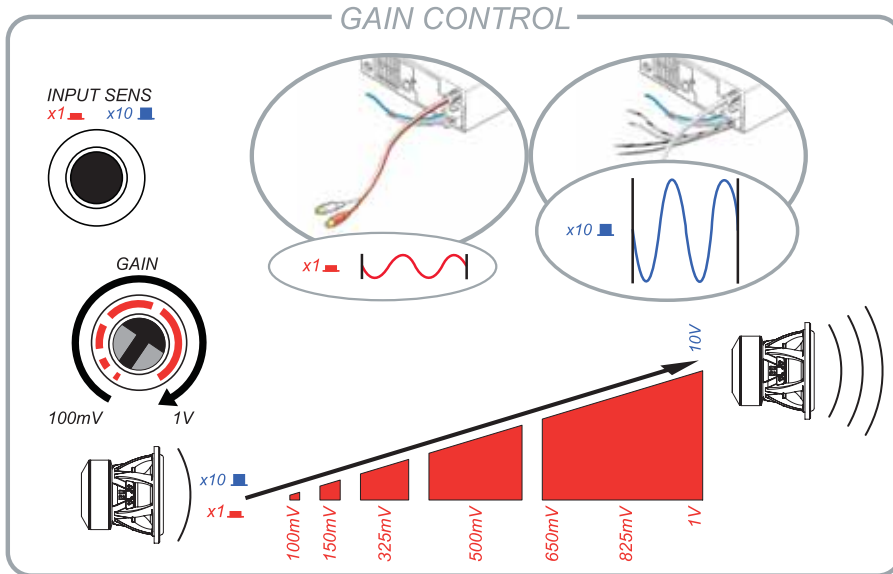 GAIN CONTROL
INPUT SENS
x1 x10
x1
x10
GAIN
100mV 1V
10V
x10
x1
100mV
150mV
325mV
500mV
650mV
825mV
1V